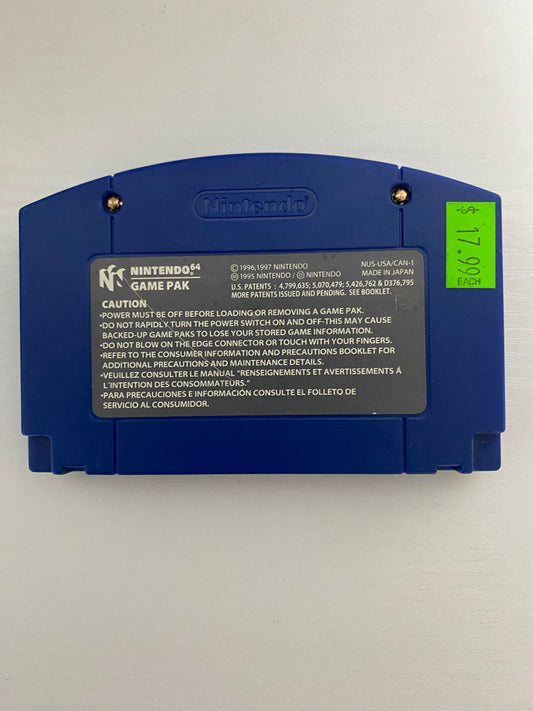 Nintendo®
$ 17.99
EACH
NINTENDO64
GAME PAK
© 1996,1997 NINTENDO
Ⓜ 1995 NINTENDO / Ⓟ NINTENDO
NUS-USA/CAN-1
MADE IN JAPAN
U.S. PATENTS : 4,799,635; 5,070,479; 5,426,762 & D376,795
MORE PATENTS ISSUED AND PENDING. SEE BOOKLET.
CAUTION
•POWER MUST BE OFF BEFORE LOADING OR REMOVING A GAME PAK.
•DO NOT RAPIDLY TURN THE POWER SWITCH ON AND OFF-THIS MAY CAUSE
BACKED-UP GAME PAKS TO LOSE YOUR STORED GAME INFORMATION.
•DO NOT BLOW ON THE EDGE CONNECTOR OR TOUCH WITH YOUR FINGERS.
•REFER TO THE CONSUMER INFORMATION AND PRECAUTIONS BOOKLET FOR
ADDITIONAL PRECAUTIONS AND MAINTENANCE DETAILS.
•VEUILLEZ CONSULTER LE MANUAL "RENSEIGNEMENTS ET AVERTISSEMENTS Á
L'INTENTION DES CONSOMMATEURS."
•PARA PRECAUCIONES E INFORMACIÓN CONSULTE EL FOLLETO DE
SERVICIO AL CONSUMIDOR.